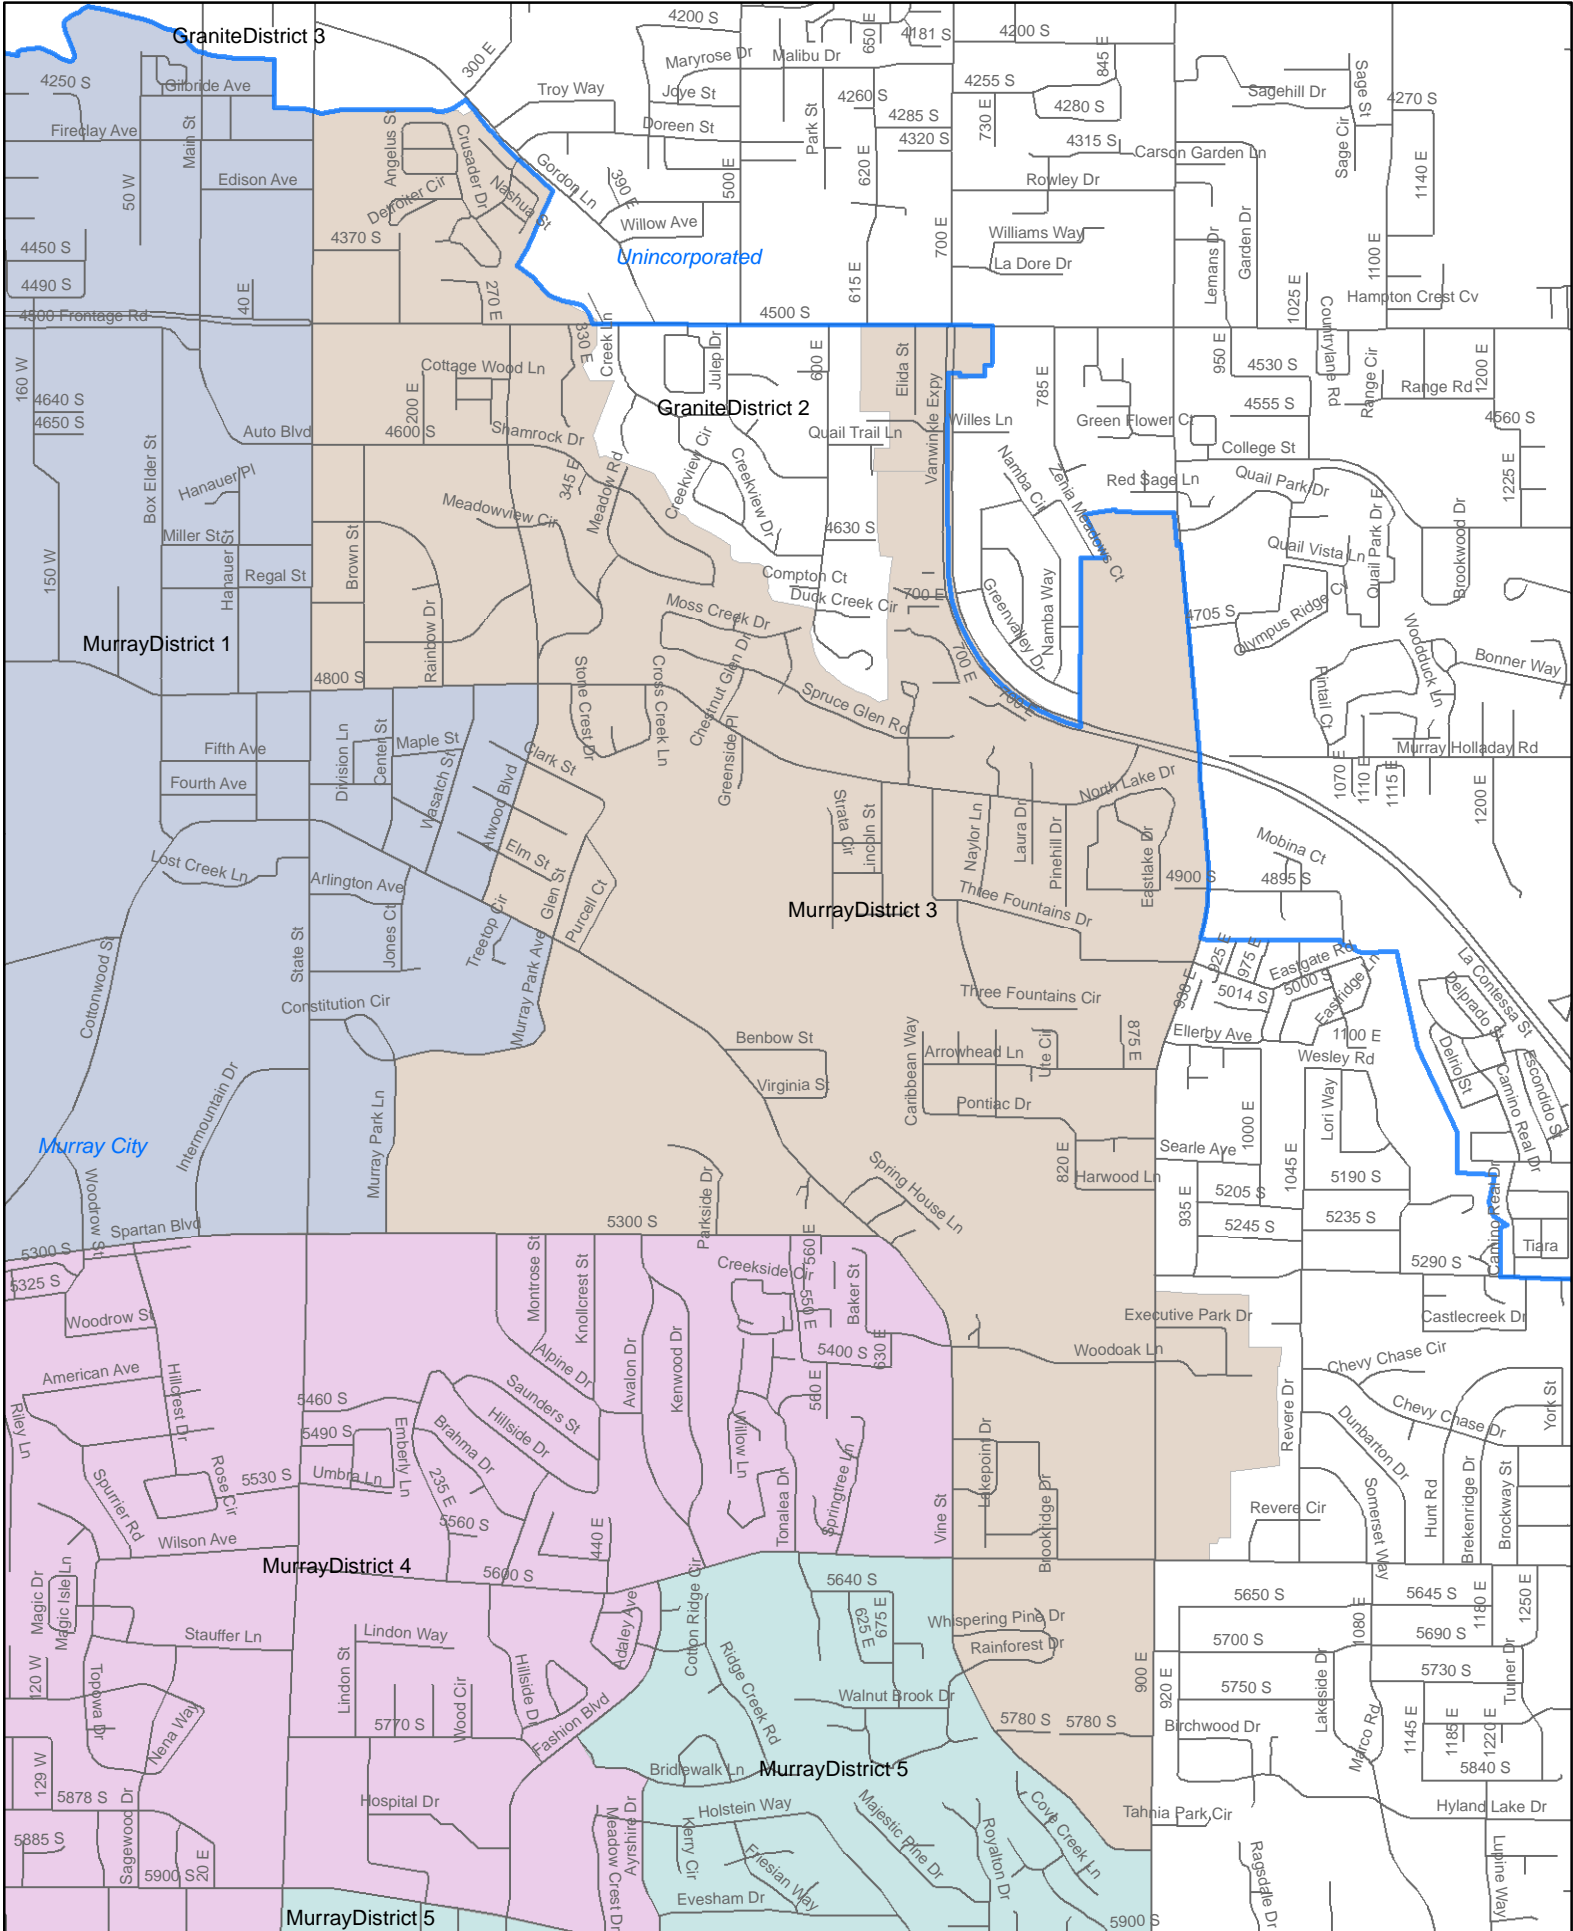 GraniteDistrict 3
4200 S
650 E
4181 S
4200 S
300 E
Maryrose Dr
Malibu Dr
845 E
4250 S
Gilbride Ave
Troy Way
Joye St
4260 S
4255 S
Sagehill Dr
Sage St
4270 S
4285 S
730 E
4280 S
Fireclay Ave
Main St
Angelus St
Crusader Dr
Doreen St
Park St
4320 S
4315 S
Carson Garden Ln
Sage Cir
50 W
Edison Ave
Detroiter Cir
Nashua St
Gordon Ln
390 E
500 E
620 E
Rowley Dr
1140 E
Willow Ave
4450 S
4370 S
Unincorporated
700 E
Williams Way
Lemans Dr
Garden Dr
1100 E
4490 S
40 E
270 E
615 E
La Dore Dr
1025 E
Hampton Crest Cv
4500 Frontage Rd
4500 S
330 E
Creek Ln
Julep Dr
600 E
Elida St
Vanwinkle Expy
785 E
950 E
4530 S
Countrylane Rd
Range Cir
Range Rd
1200 E
160 W
Cottage Wood Ln
200 E
4640 S
4650 S
GraniteDistrict 2
4555 S
4560 S
Auto Blvd
4600 S
Shamrock Dr
Quail Trail Ln
Willes Ln
Green Flower Ct
College St
Box Elder St
Hanauer Pl
345 E
Meadow Rd
Creekview Cir
Creekview Dr
Namba Cir
Zenia Meadows Ct
Red Sage Ln
Quail Park Dr
1225 E
Meadowview Cir
4630 S
Miller St
Hanauer St
Regal St
Brown St
150 W
Compton Ct
Quail Vista Ln
Quail Park Dr E
Brookwood Dr
Duck Creek Cir
700 E
Greenvalley Dr
Namba Way
Moss Creek Dr
4705 S
Olympus Ridge Ct
MurrayDistrict 1
Rainbow Dr
4800 S
Stone Crest Dr
Cross Creek Ln
Chestnut Glen Dr
Spruce Glen Rd
700 E
700 E
Woodduck Ln
Bonner Way
Pintail Ct
Greenside Pl
Fifth Ave
Division Ln
Center St
Maple St
Wasatch St
Atwood Blvd
Clark St
Murray Holladay Rd
Fourth Ave
North Lake Dr
1070 E
1110 E
1115 E
1200 E
Strata Cir
Lincoln St
Naylor Ln
Laura Dr
Pinehill Dr
Eastlake Dr
Mobina Ct
Lost Creek Ln
Elm St
Arlington Ave
4900 S
4895 S
MurrayDistrict 3
Three Fountains Dr
Glen St
Purcell Ct
Treetop Cir
Jones Ct
State St
Cottonwood St
Murray Park Ave
925 E
975 E
Eastgate Rd
La Contessa St
938 E
5014 S
5000 S
Eastridge Ln
Delprado St
Constitution Cir
Three Fountains Cir
Ellerby Ave
1100 E
Benbow St
Caribbean Way
Arrowhead Ln
Ute Cir
875 E
Wesley Rd
Delrio St
Escondido St
Intermountain Dr
Virginia St
Pontiac Dr
Lori Way
Camino Real Dr
Murray City
Murray Park Ln
1000 E
Searle Ave
Spring House Ln
820 E
Harwood Ln
1045 E
5190 S
Woodrow St
Parkside Dr
935 E
5205 S
Camino Real Dr
5300 S
Spartan Blvd
5300 S
5245 S
5235 S
Tiara
5325 S
Montrose St
Knollcrest St
Creekside Cir
560 E
550 E
Baker St
5290 S
Woodrow St
Executive Park Dr
Castlecreek Dr
Alpine Dr
Avalon Dr
Kenwood Dr
5400 S
630 E
Woodoak Ln
Chevy Chase Cir
American Ave
Hillcrest Dr
5460 S
Saunders St
560 E
Revere Dr
Chevy Chase Dr
York St
Riley Ln
5490 S
Emberly Ln
Brahma Dr
Hillside Dr
Willow Ln
Dunbarton Dr
Umbra Ln
5530 S
Rose Cir
Spurrier Rd
235 E
Tonalea Dr
Springtree Ln
Lakepoint Dr
Brookridge Dr
Somerset Way
Hunt Rd
Brekenridge Dr
Brockway St
Revere Cir
5560 S
Wilson Ave
440 E
Vine St
MurrayDistrict 4
5600 S
Cotton Ridge Cir
5640 S
5650 S
5645 S
1180 E
1250 E
Magic Dr
Magic Isle Ln
Adaley Ave
625 E
675 E
Whispering Pine Dr
1080 E
Stauffer Ln
Lindon Way
Rainforest Dr
5700 S
5690 S
120 W
Topowa Dr
Lindon St
Hillside Dr
Ridge Creek Rd
900 E
920 E
5730 S
Turner Dr
Walnut Brook Dr
5750 S
Lakeside Dr
Nena Way
5770 S
Wood Cir
Fashion Blvd
5780 S
5780 S
Birchwood Dr
Marco Rd
1145 E
1185 E
1220 E
129 W
Bridlewalk Ln
MurrayDistrict 5
5840 S
5878 S
Hospital Dr
Holstein Way
Majestic Pine Dr
Cove Creek Ln
Tahnia Park Cir
Hyland Lake Dr
5885 S
Sagewood Dr
Meadow Crest Dr
Ayrshire Dr
Kerry Cir
Friesian Way
Royalton Dr
Ragsdale Dr
Lupine Way
5900 S
20 E
Evesham Dr
MurrayDistrict 5
5900 S